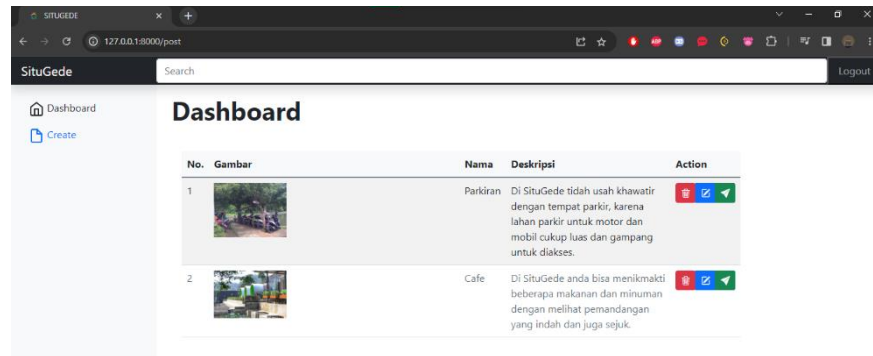 SITUGEDE
127.0.0.1:8000/post
SituGede
Search
Logout
Dashboard
Create
Dashboard
No. Gambar Nama Deskripsi Action
1 Parkiran Di SituGede tidah usah khawatir
dengan tempat parkir, karena
lahan parkir untuk motor dan
mobil cukup luas dan gampang
untuk diakses.
2 Cafe Di SituGede anda bisa menikmakti
beberapa makanan dan minuman
dengan melihat pemandangan
yang indah dan juga sejuk.